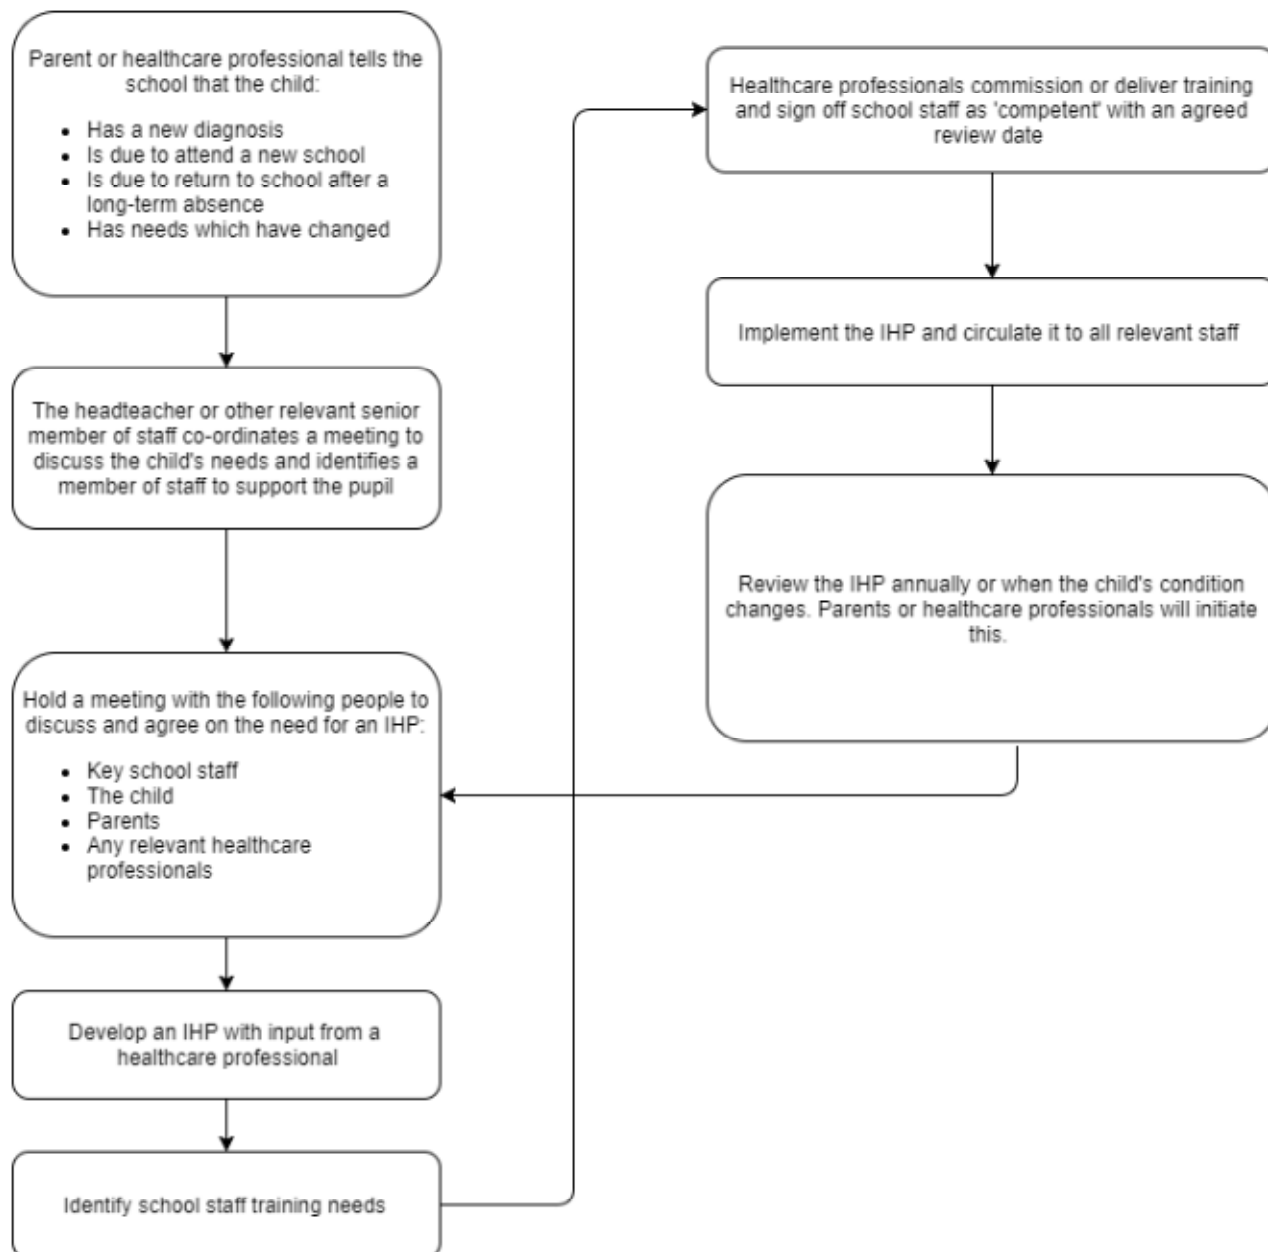 Parent or healthcare professional tells the
school that the child:
• Has a new diagnosis
• Is due to attend a new school
• Is due to return to school after a
long-term absence
• Has needs which have changed
The headteacher or other relevant senior
member of staff co-ordinates a meeting to
discuss the child's needs and identifies a
member of staff to support the pupil
Hold a meeting with the following people to
discuss and agree on the need for an IHP:
• Key school staff
• The child
• Parents
• Any relevant healthcare
professionals
Develop an IHP with input from a
healthcare professional
Identify school staff training needs
Healthcare professionals commission or deliver training
and sign off school staff as 'competent' with an agreed
review date
Implement the IHP and circulate it to all relevant staff
Review the IHP annually or when the child's condition
changes. Parents or healthcare professionals will initiate
this.